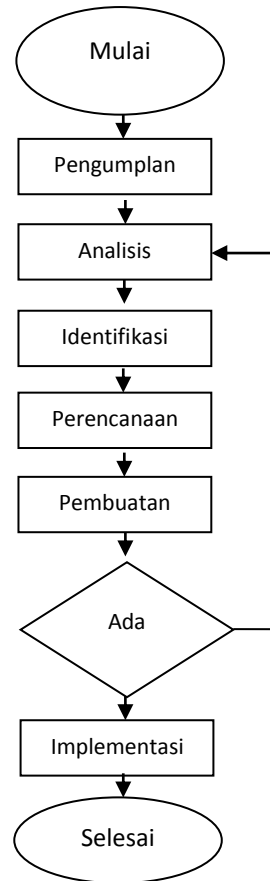 Mulai
Pengumplan
Analisis
Identifikasi
Perencanaan
Pembuatan
Ada
Implementasi
Selesai